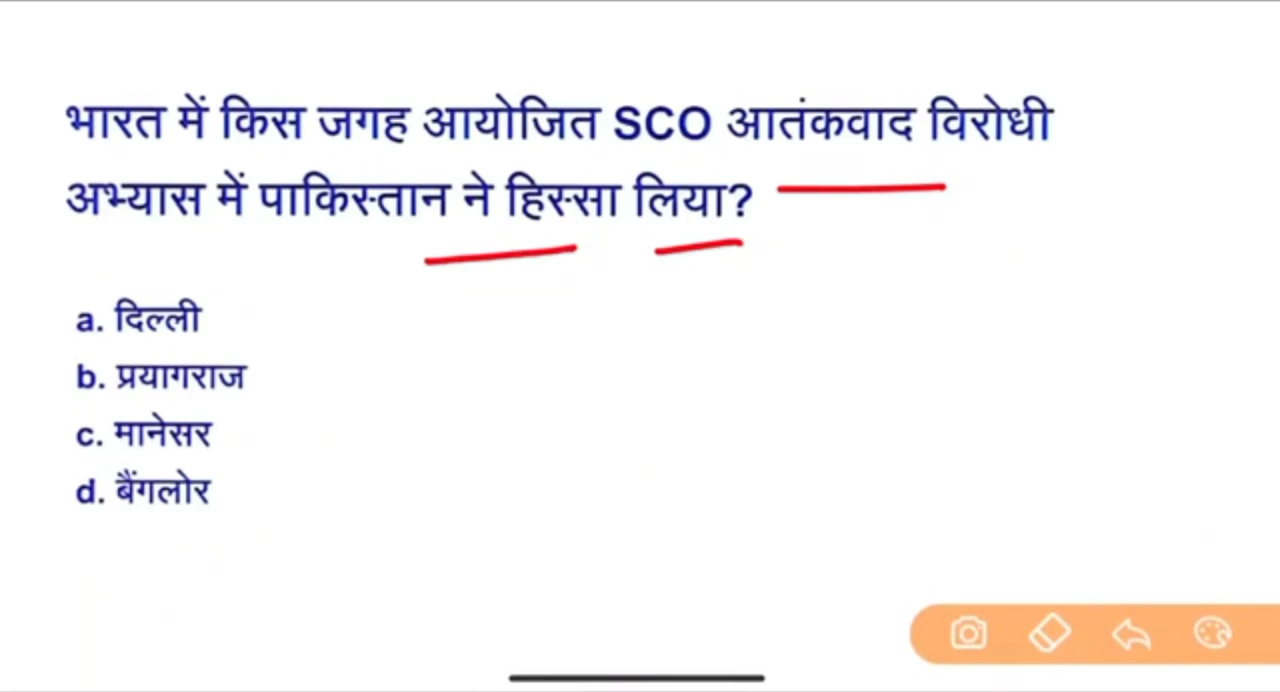 भारत में किस जगह आयोजित SCO आतंकवाद विरोधी
अभ्यास में पाकिस्तान ने हिस्सा लिया?
a. दिल्ली
b. प्रयागराज
c. मानेसर
d. बैंगलोर